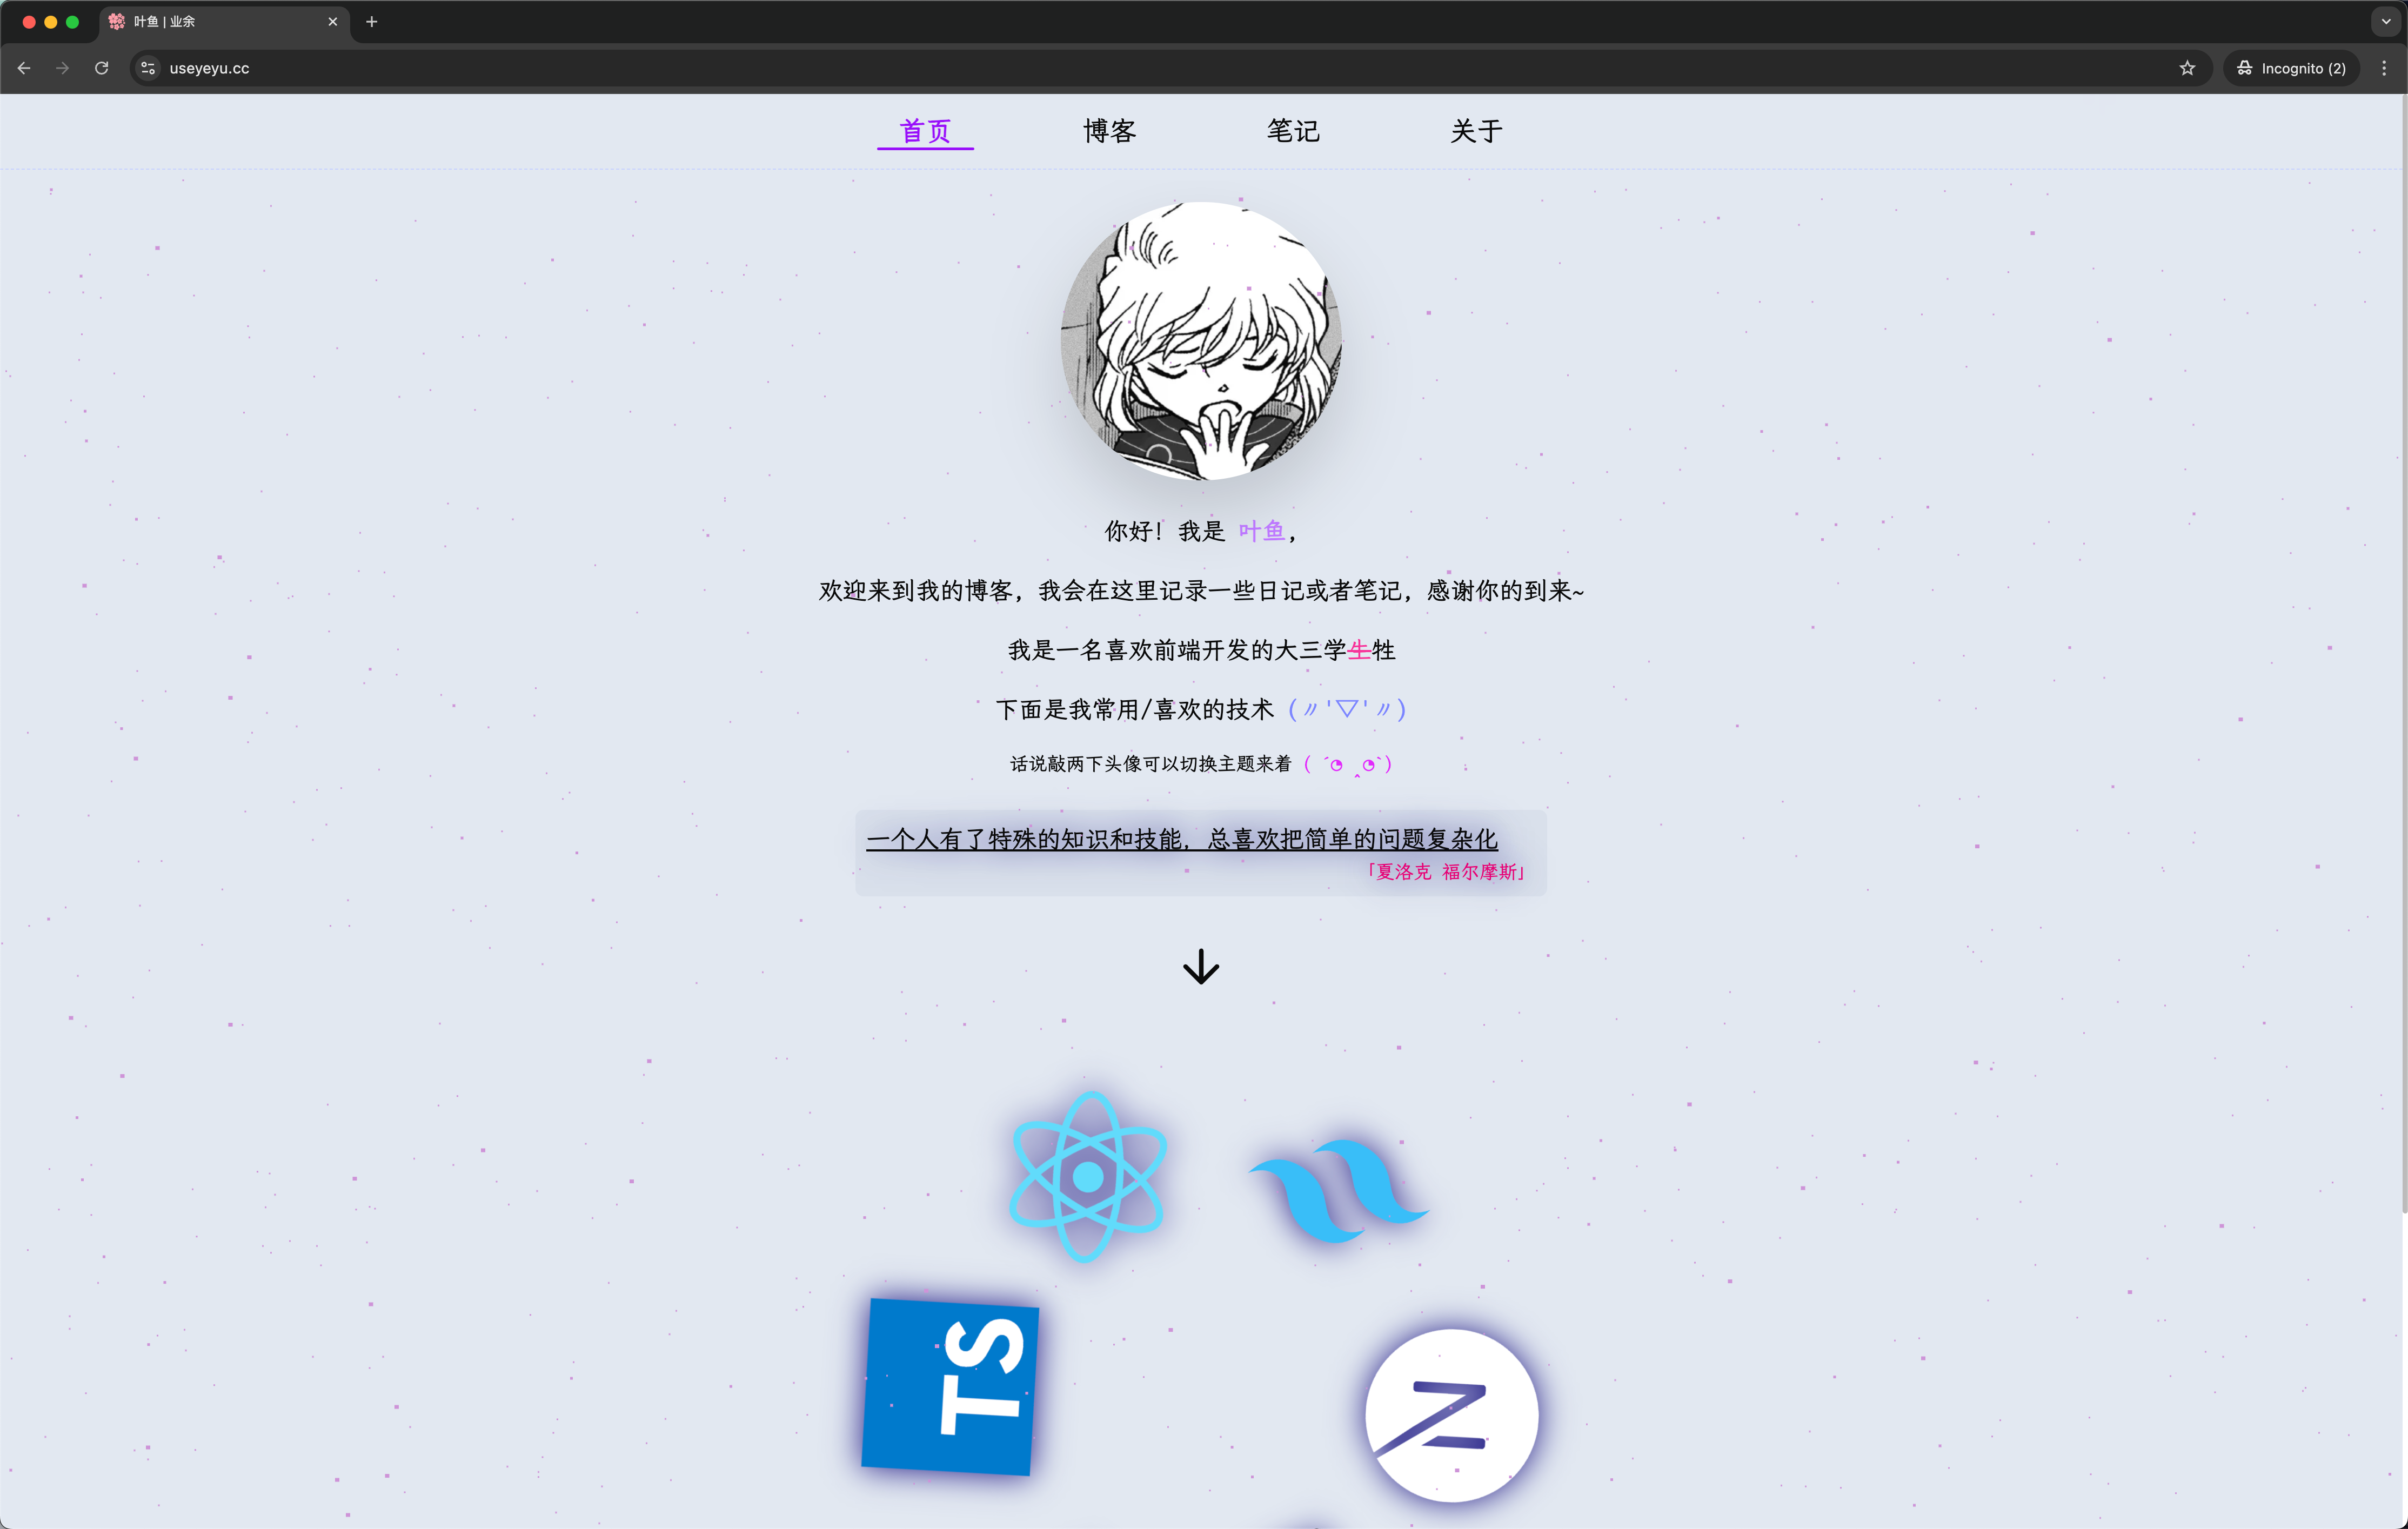 叶鱼 | 业余
useyeyu.cc
Incognito (2)
首页 博客 笔记 关于
你好！我是 叶鱼，
欢迎来到我的博客，我会在这里记录一些日记或者笔记，感谢你的到来~
我是一名喜欢前端开发的大三学生牲
下面是我常用/喜欢的技术（〃'▽'〃）
话说敲两下头像可以切换主题来着（ ´◔ ‸◔`）
一个人有了特殊的知识和技能，总喜欢把简单的问题复杂化
「夏洛克 福尔摩斯」
TS